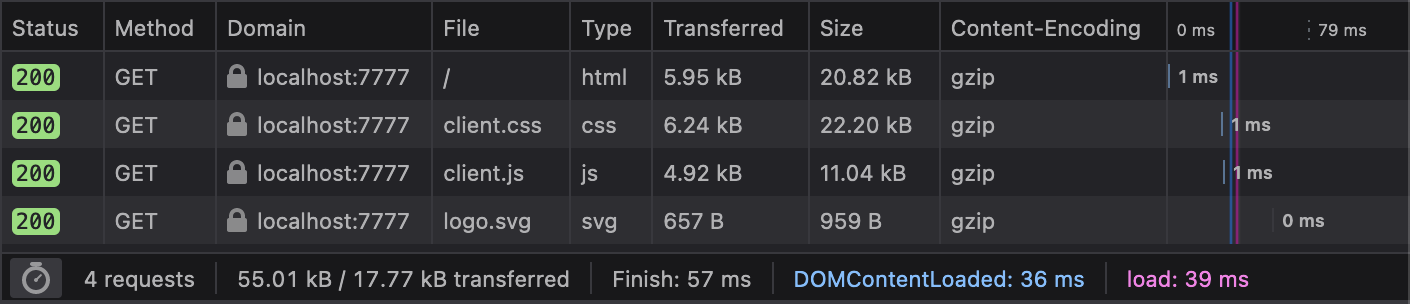 Status Method Domain File Type Transferred Size Content-Encoding 0 ms 79 ms
200 GET localhost:7777 / html 5.95 kB 20.82 kB gzip 1 ms
200 GET localhost:7777 client.css css 6.24 kB 22.20 kB gzip 1 ms
200 GET localhost:7777 client.js js 4.92 kB 11.04 kB gzip 1 ms
200 GET localhost:7777 logo.svg svg 657 B 959 B gzip 0 ms
4 requests 55.01 kB / 17.77 kB transferred Finish: 57 ms DOMContentLoaded: 36 ms load: 39 ms